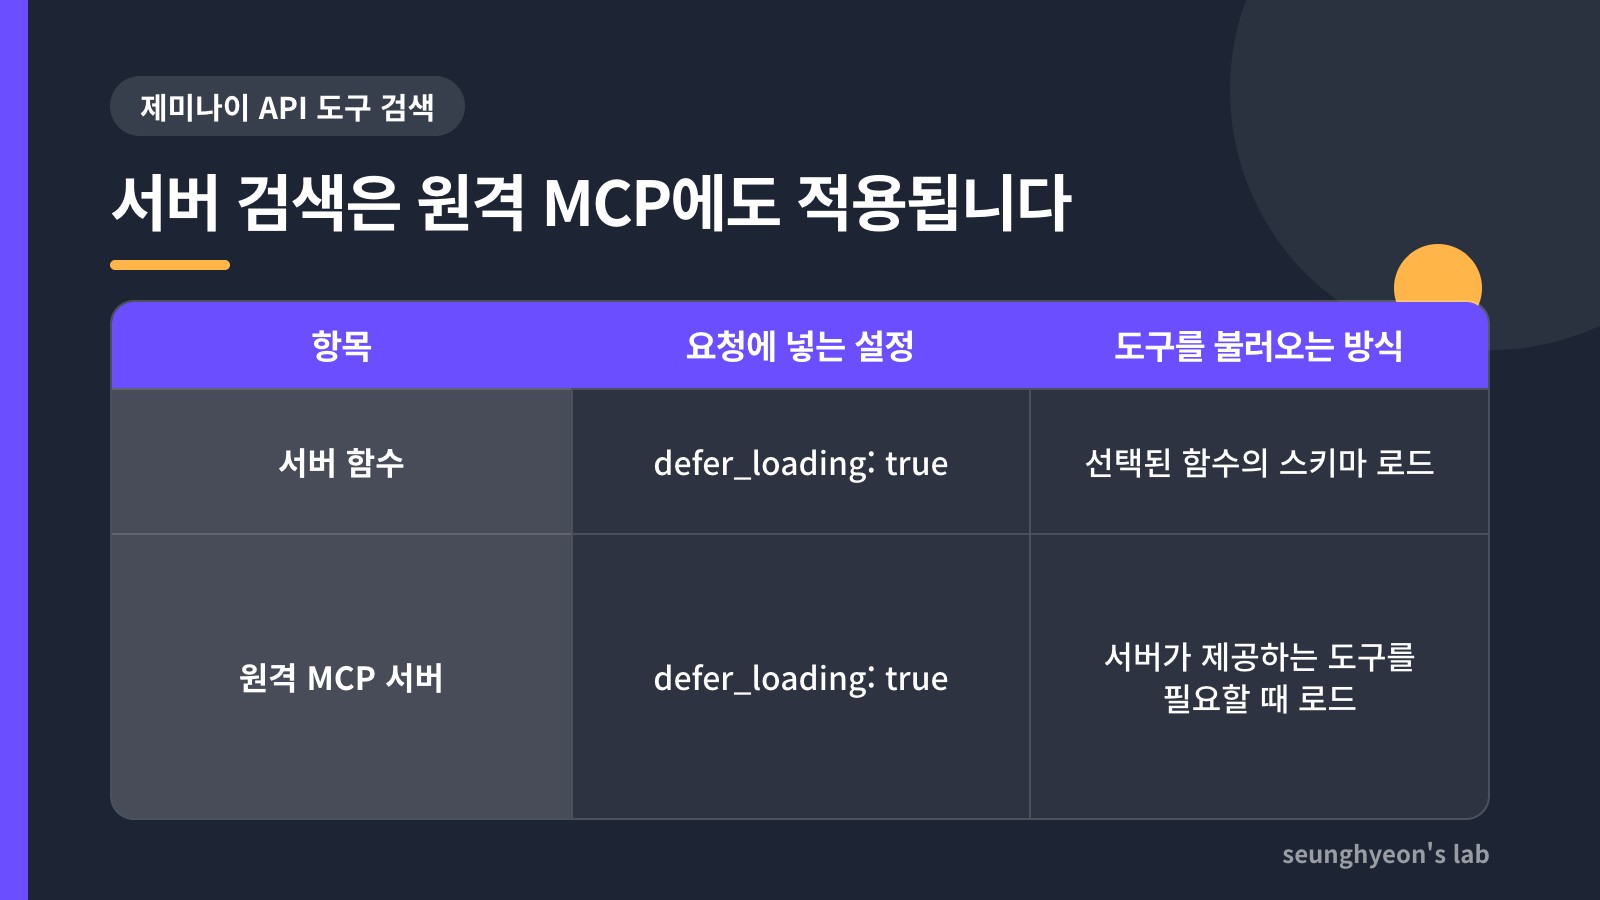 제미나이 API 도구 검색
서버 검색은 원격 MCP에도 적용됩니다
항목
요청에 넣는 설정
도구를 불러오는 방식
서버 함수
defer_loading: true
선택된 함수의 스키마 로드
원격 MCP 서버
defer_loading: true
서버가 제공하는 도구를
필요할 때 로드
seunghyeon's lab